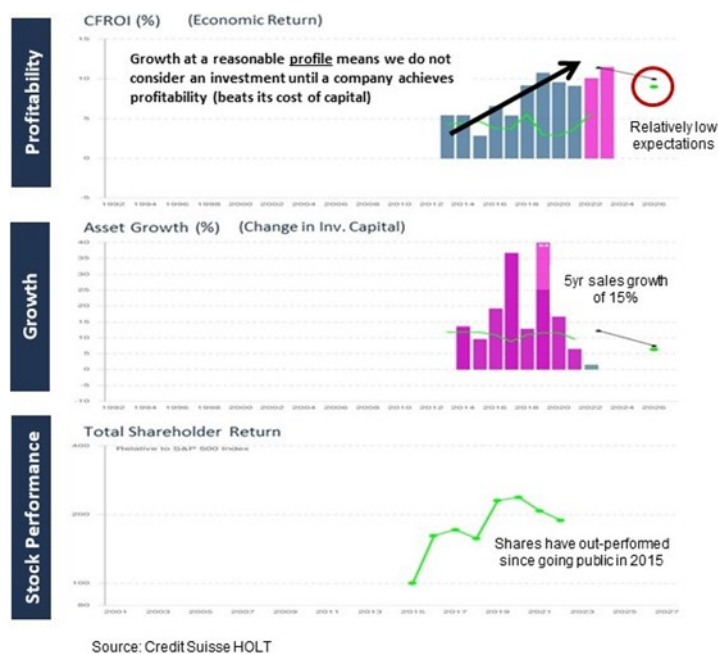 CFROI (%) (Economic Return)
Profitability
15
10
5
0
-5
Growth at a reasonable profile means we do not
consider an investment until a company achieves
profitability (beats its cost of capital)
Relatively low
expectations
1992 1994 1996 1998 2000 2002 2004 2006 2008 2010 2012 2014 2016 2018 2020 2022 2024 2026
Asset Growth (%) (Change in Inv. Capital)
Growth
40
35
30
25
20
15
10
5
0
-5
-10
5yr sales growth
of 15%
1992 1994 1996 1998 2000 2002 2004 2006 2008 2010 2012 2014 2016 2018 2020 2022 2024 2026
Total Shareholder Return
Stock Performance
Relative to S&P 500 Index
400
200
100
80
Shares have out-performed
since going public in 2015
2001 2003 2005 2007 2009 2011 2013 2015 2017 2019 2021 2023 2025 2027
Source: Credit Suisse HOLT